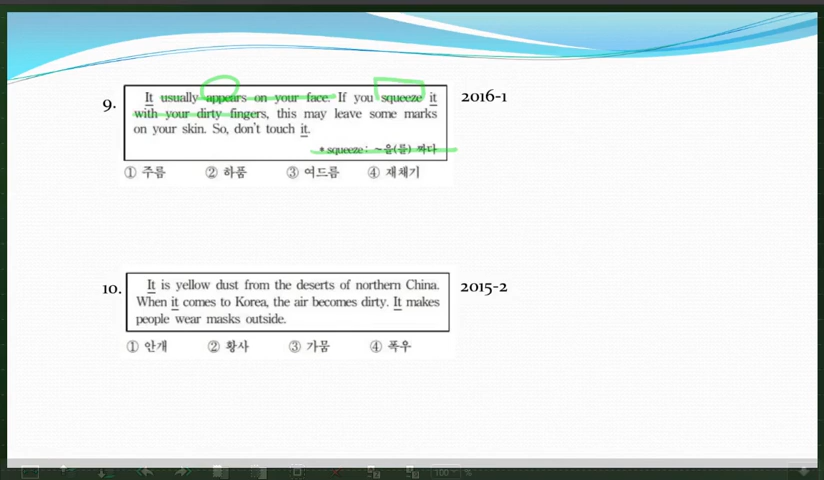 9.
It usually appears on your face. If you squeeze it
with your dirty fingers, this may leave some marks
on your skin. So, don't touch it.
* squeeze: ~을(를) 짜다
① 주름 ② 하품 ③ 여드름 ④ 재채기
2016-1
10.
It is yellow dust from the deserts of northern China.
When it comes to Korea, the air becomes dirty. It makes
people wear masks outside.
① 안개 ② 황사 ③ 가뭄 ④ 폭우
2015-2
100 %